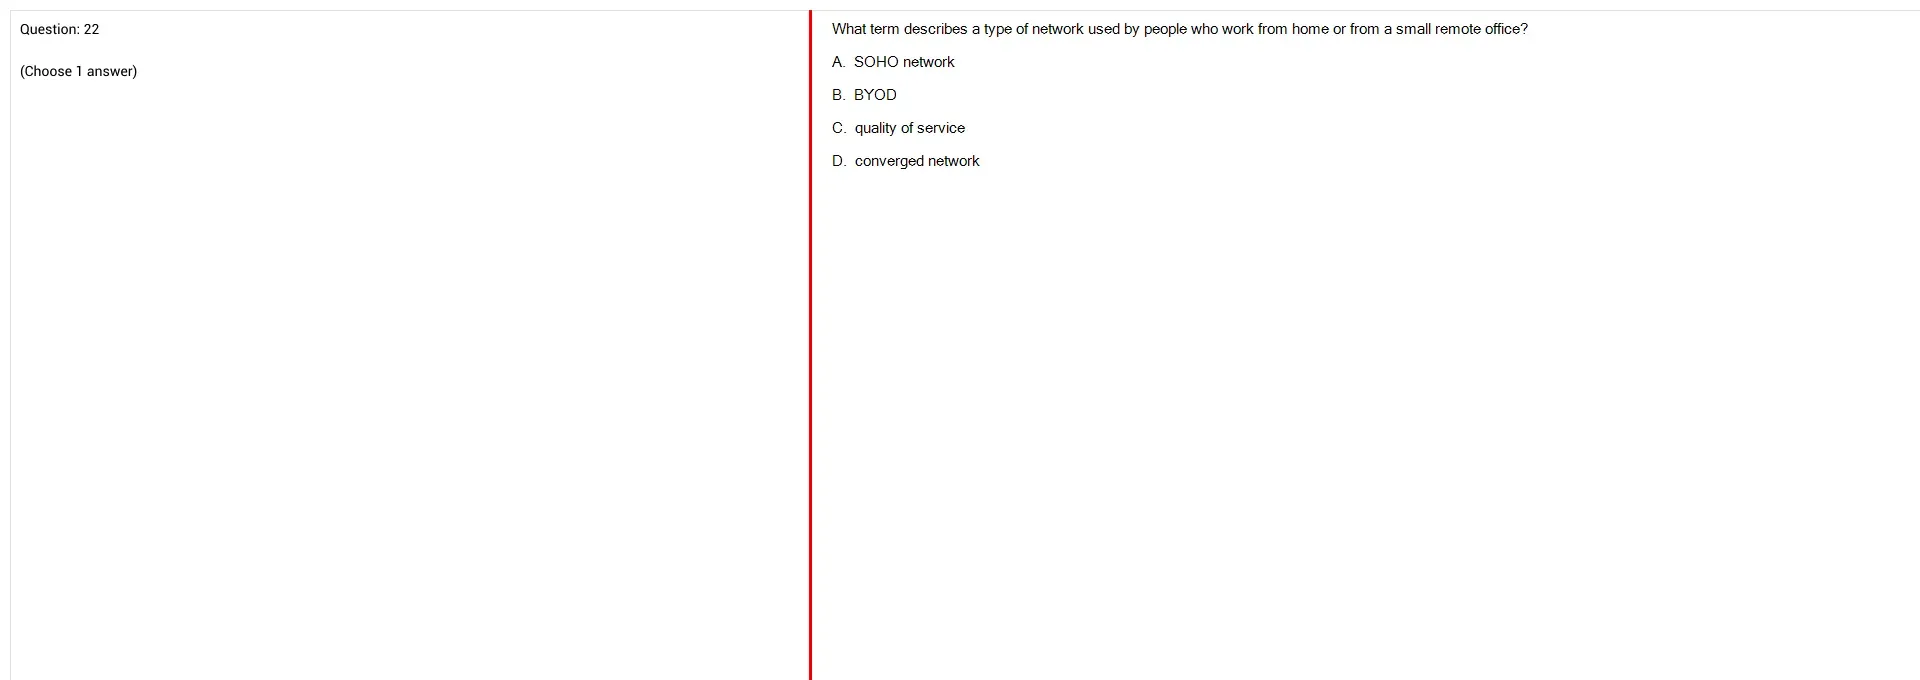 Question: 22
(Choose 1 answer)
What term describes a type of network used by people who work from home or from a small remote office?
A. SOHO network
B. BYOD
C. quality of service
D. converged network